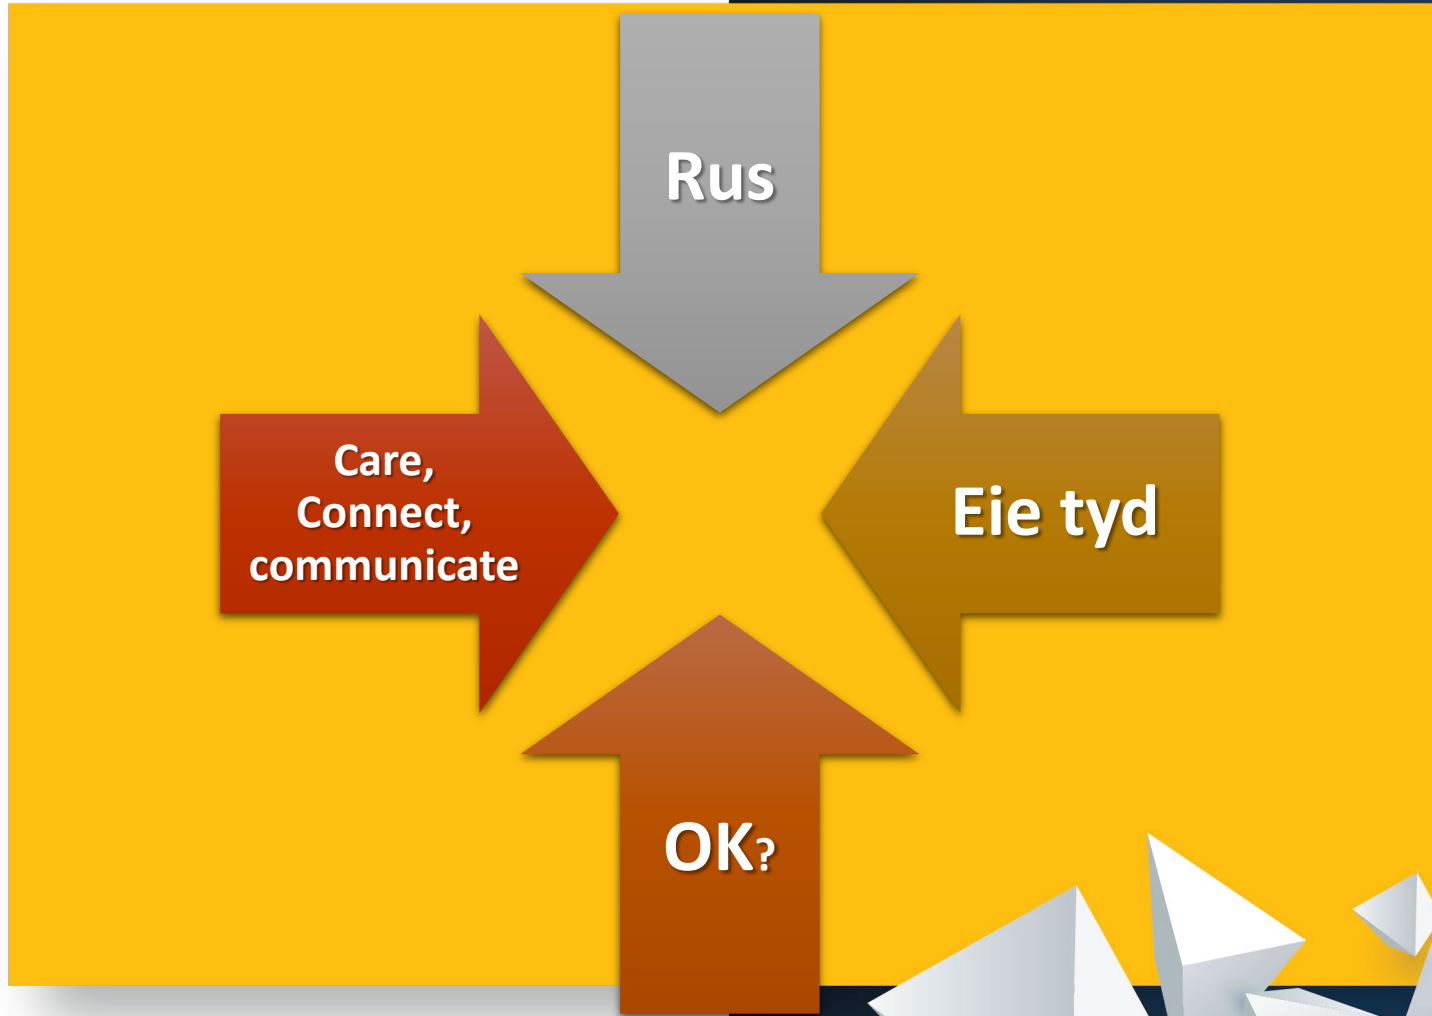 Rus
Care,
Connect,
communicate
Eie tyd
OK?